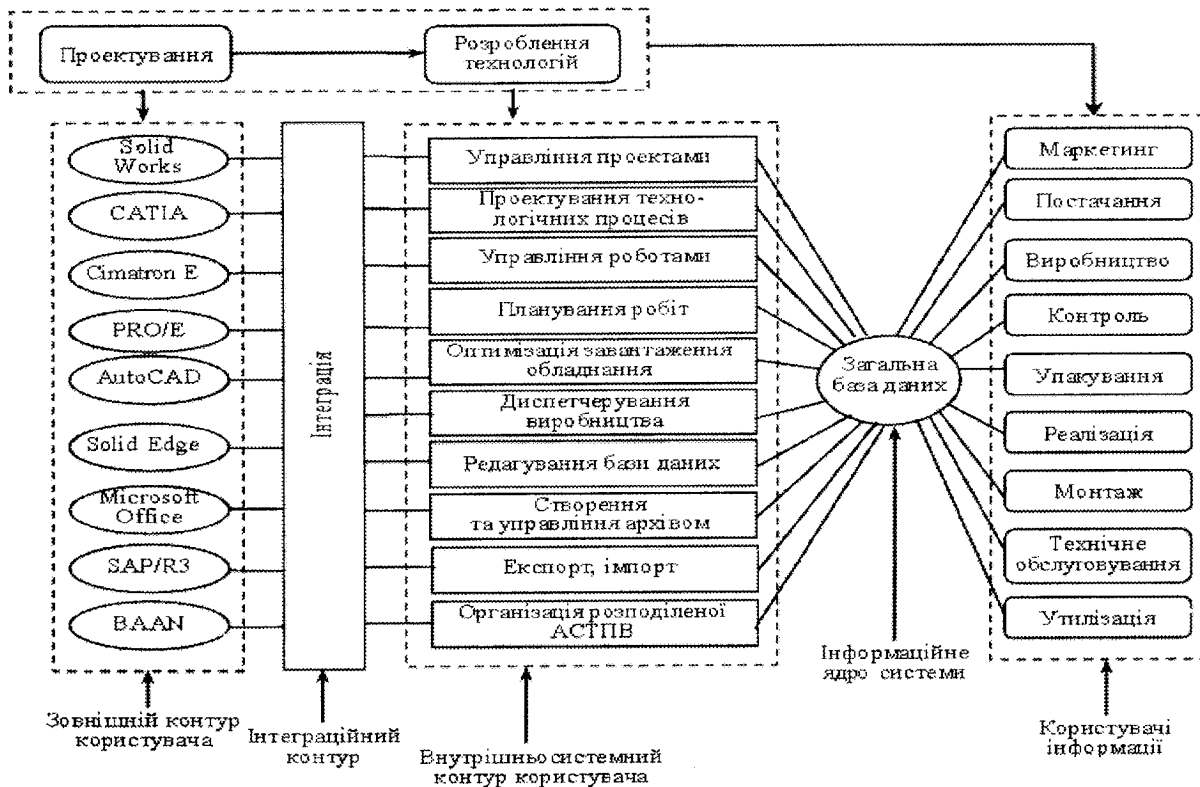 Проектування
Розроблення
технологій
Solid
Works
CATIA
Cimatron E
PRO/E
AutoCAD
Solid Edge
Microsoft
Office
SAP/R3
BAAN
Інтеграція
Управління проектами
Проектування техно-
логічних процесів
Управління роботами
Планування робіт
Оптимізація завантаження
обладнання
Диспетчерування
виробництва
Редагування бази даних
Створення
та управління архівом
Експорт, імпорт
Організація розподіленої
АСТПВ
Загальна
база даних
Маркетинг
Постачання
Виробництво
Контроль
Упакування
Реалізація
Монтаж
Технічне
обслуговування
Утилізація
Зовнішній контур
користувача
Інтеграційний
контур
Внутрішньосистемний
контур користувача
Інформаційне
ядро системи
Користувачі
інформації